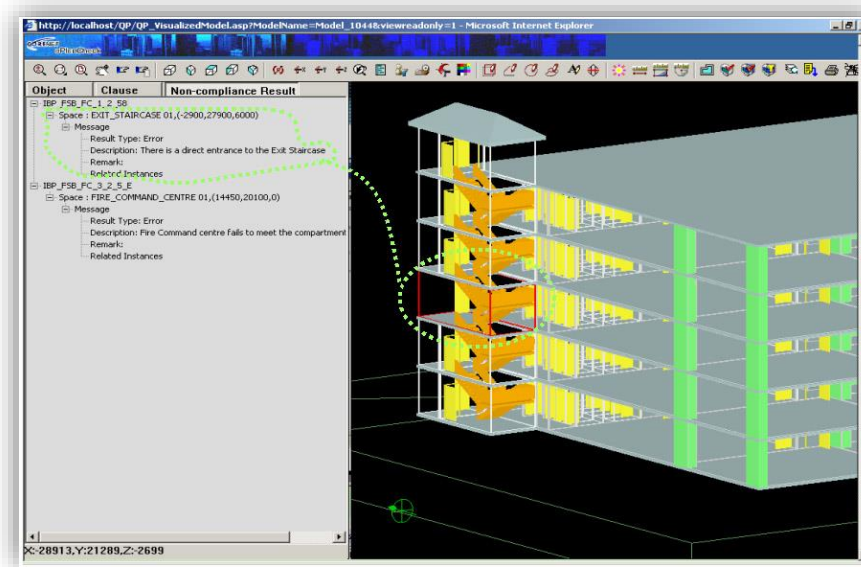 http://localhost/QP/QP_VisualizedModel.asp?ModelName=Model_1044&viewreadonly=1 - Microsoft Internet Explorer
Object Clause Non-compliance Result
IBP_FSB_FC_1_2_58
Space : EXIT_STAIRCASE 01,(-2900,27900,6000)
Message
Result Type: Error
Description: There is a direct entrance to the Exit Staircase
Remark:
Related Instances
IBP_FSB_FC_3_2_5_E
Space : FIRE_COMMAND_CENTRE 01,(14450,20100,0)
Message
Result Type: Error
Description: Fire Command centre fails to meet the compartment
Remark:
Related Instances
X:-28913,Y:21289,Z:-2699